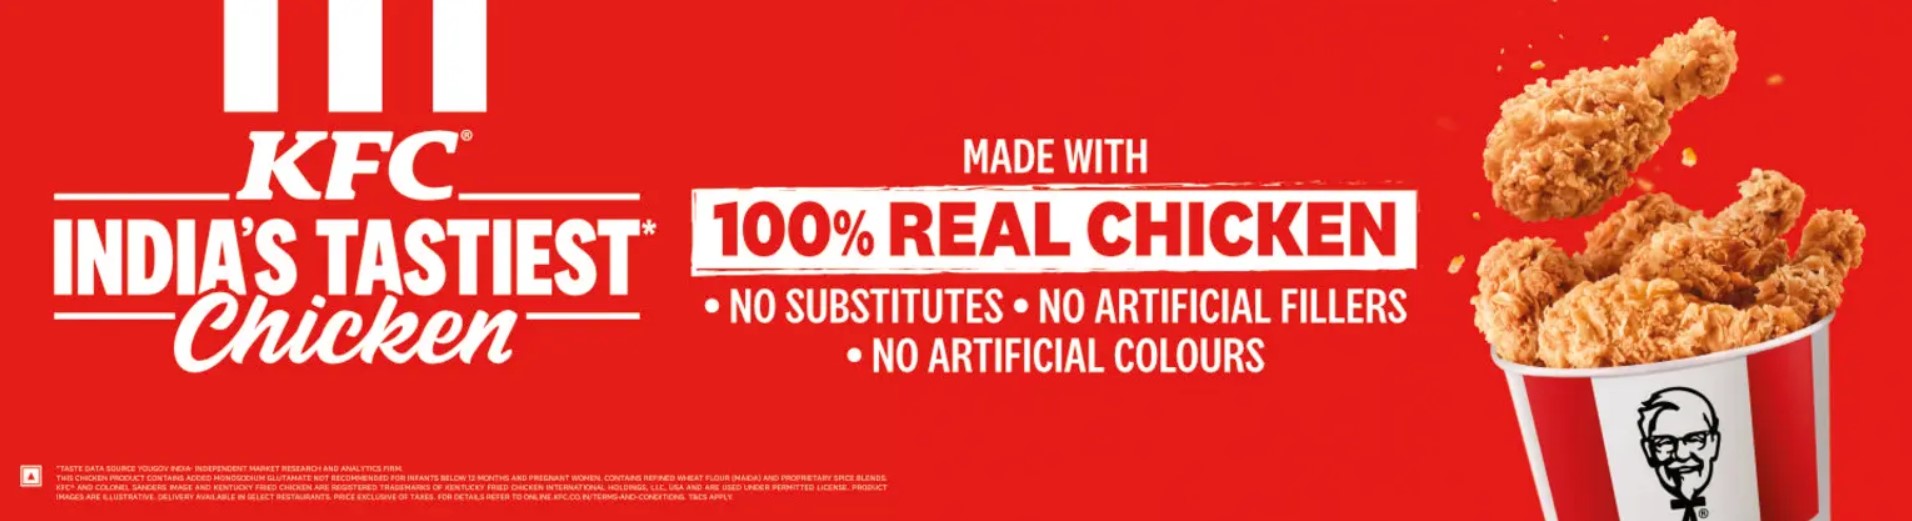 KFC®
INDIA'S TASTIEST*
Chicken
MADE WITH
100% REAL CHICKEN
• NO SUBSTITUTES • NO ARTIFICIAL FILLERS
• NO ARTIFICIAL COLOURS
*TASTE DATA SOURCE YOUGOV INDIA- INDEPENDENT MARKET RESEARCH AND ANALYTICS FIRM.
THIS CHICKEN PRODUCT CONTAINS ADDED MONOSODIUM GLUTAMATE NOT RECOMMENDED FOR INFANTS BELOW 12 MONTHS AND PREGNANT WOMEN. CONTAINS REFINED WHEAT FLOUR (MAIDA) AND PROPRIETARY SPICE BLENDS.
KFC® AND COLONEL SANDERS IMAGE AND KENTUCKY FRIED CHICKEN ARE REGISTERED TRADEMARKS OF KENTUCKY FRIED CHICKEN INTERNATIONAL HOLDINGS, LLC, USA AND ARE USED UNDER PERMITTED LICENSE. PRODUCT
IMAGES ARE ILLUSTRATIVE. DELIVERY AVAILABLE IN SELECT RESTAURANTS. PRICE EXCLUSIVE OF TAXES. FOR DETAILS REFER TO ONLINE.KFC.CO.IN/TERMS-AND-CONDITIONS. T&CS APPLY.
®